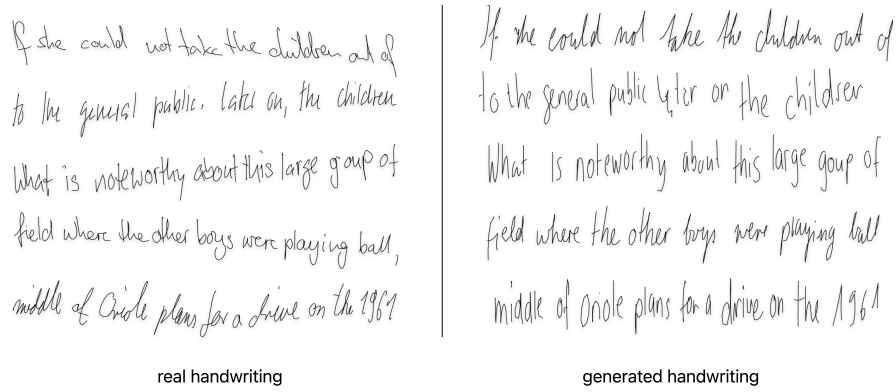 If she could not take the children out of
to the general public. Later on, the children
What is noteworthy about this large goup of
field where the other boys were playing ball,
middle of Oriole plans for a drive on the 1961
real handwriting
If she could not take the children out of
to the general public Later or the childser
What is noteworthy about this large goup of
field where the other boys were playing ball
middle of Oriole plans for a drive on the 1961
generated handwriting